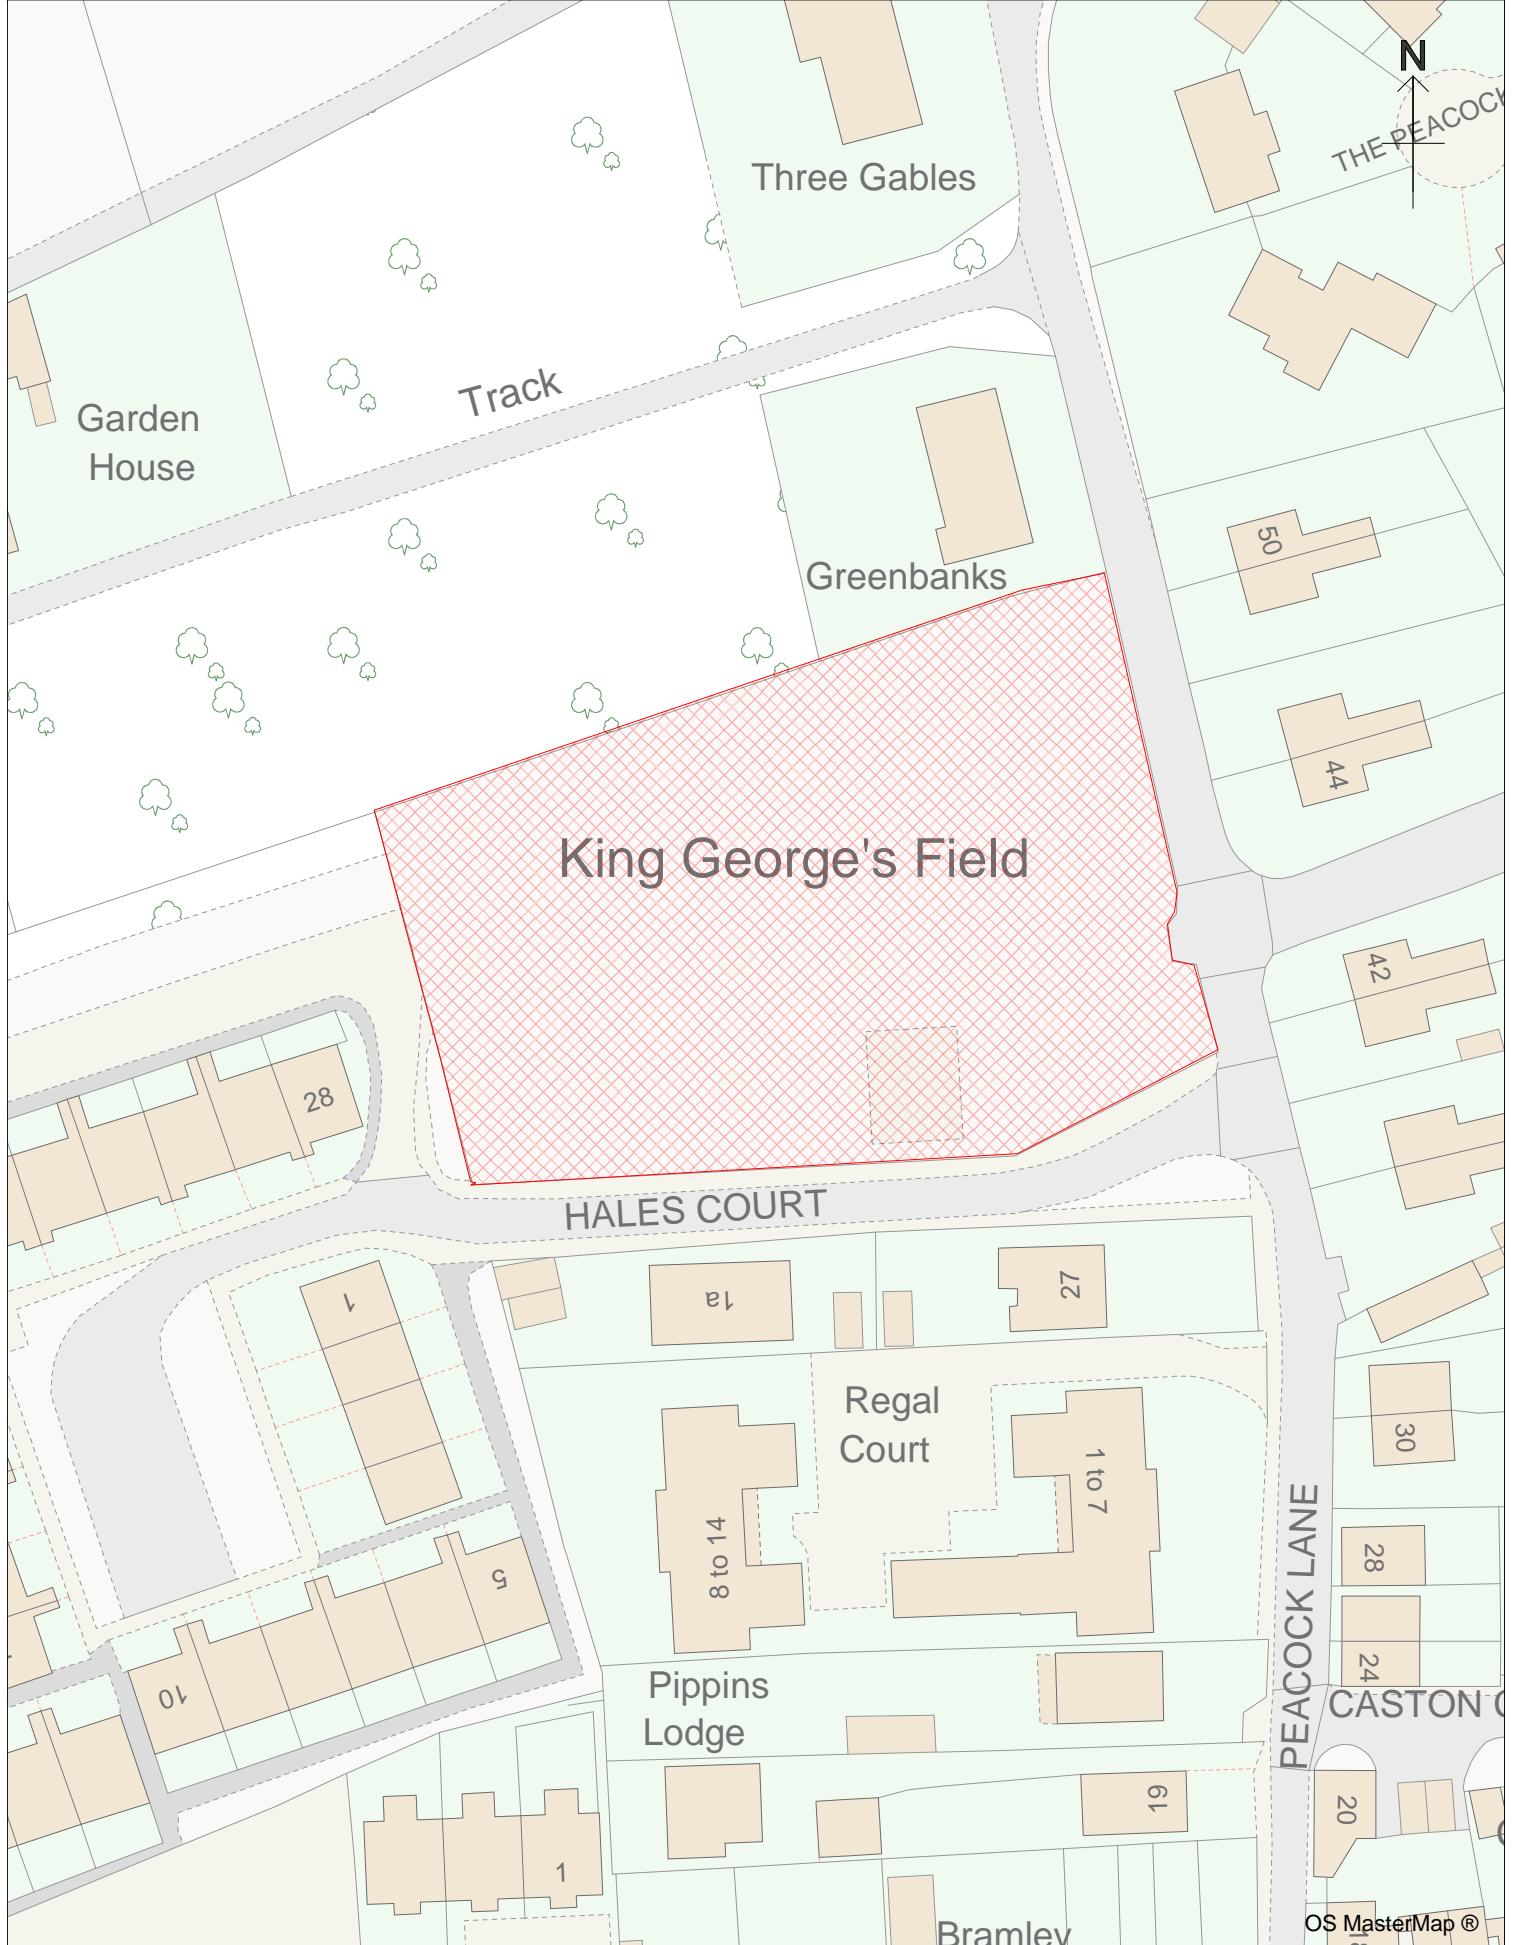 N
THE PEACOCK
Three Gables
Track
Garden
House
50
Greenbanks
44
King George's Field
42
28
HALES COURT
1
1a
27
Regal
Court
30
1 to 7
8 to 14
28
5
PEACOCK LANE
24
10
Pippins
Lodge
CASTON
19
20
1
OS MasterMap ®
Bramley